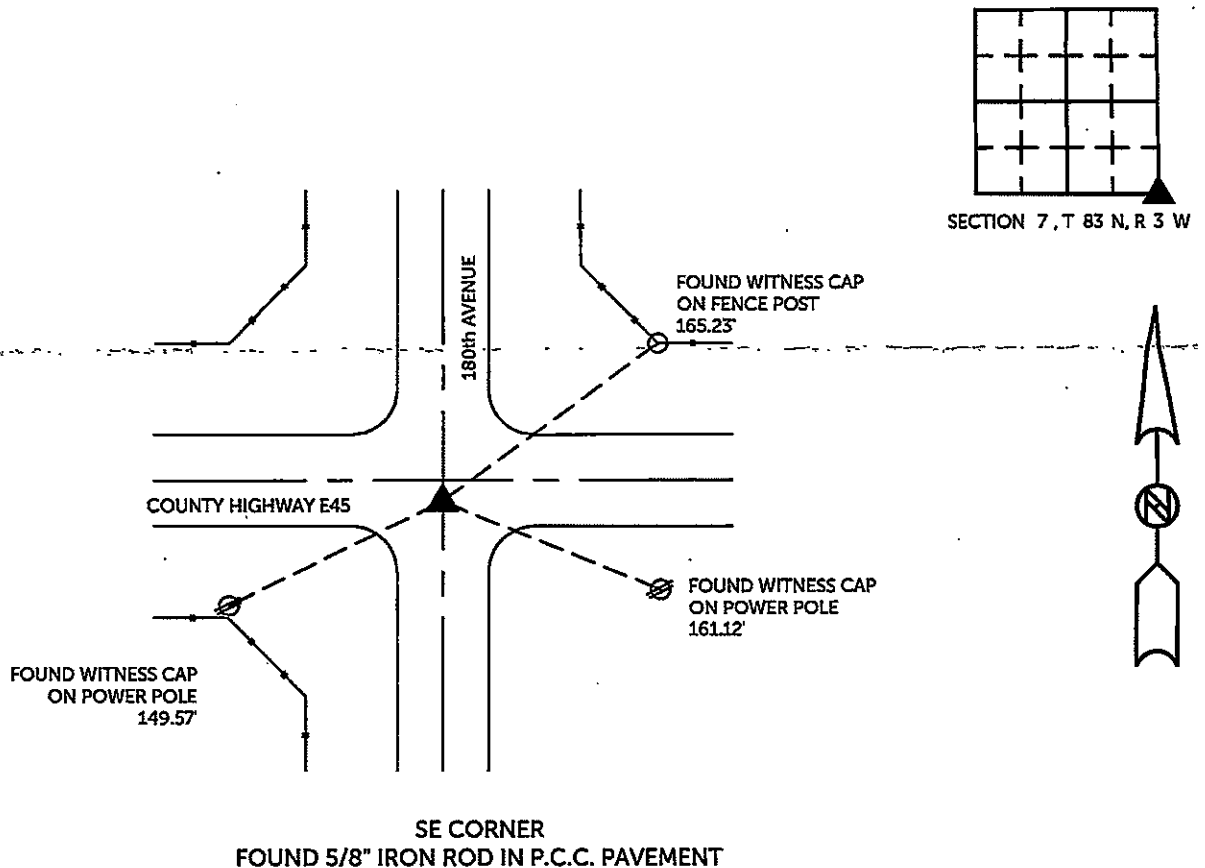 SECTION 7, T 83 N, R 3 W
FOUND WITNESS CAP
ON FENCE POST
165.23'
180th AVENUE
COUNTY HIGHWAY E45
FOUND WITNESS CAP
ON POWER POLE
161.12'
FOUND WITNESS CAP
ON POWER POLE
149.57'
N
SE CORNER
FOUND 5/8" IRON ROD IN P.C.C. PAVEMENT